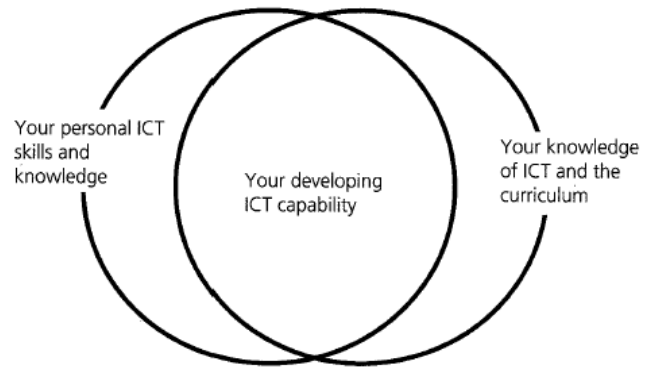 Your personal ICT
skills and
knowledge
Your developing
ICT capability
Your knowledge
of ICT and the
curriculum